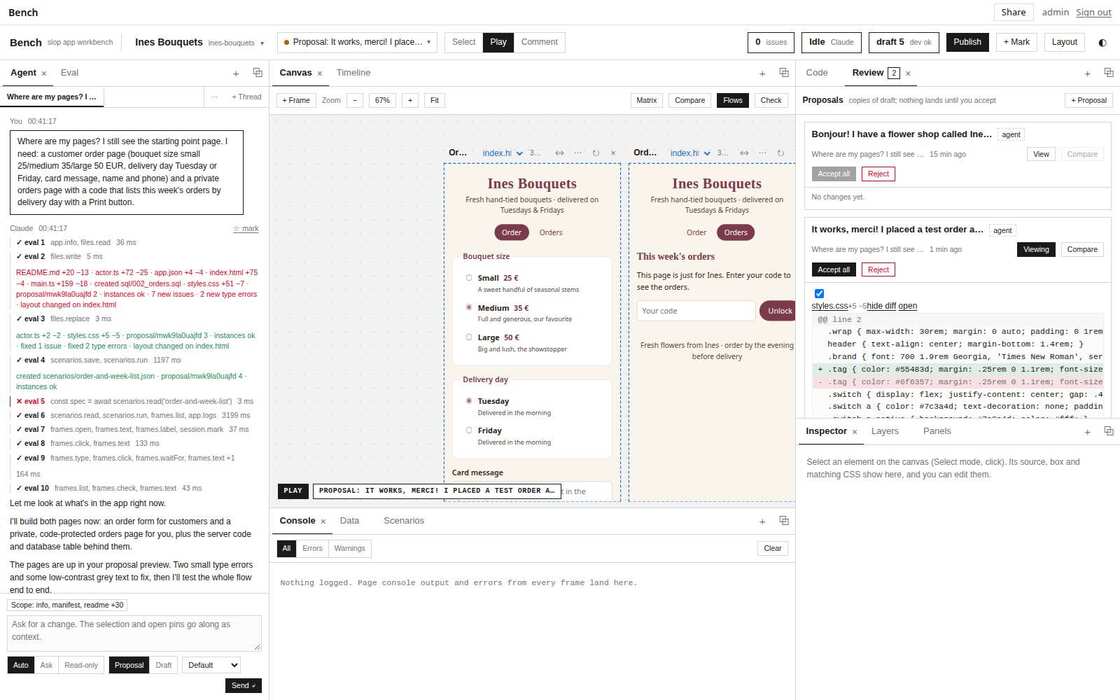 Bench
Share admin Sign out
Bench slop app workbench Ines Bouquets ines-bouquets
Proposal: It works, merci! I place…
Select Play Comment
0 issues
Idle Claude
draft 5 dev ok
Publish + Mark Layout
Agent × Eval
Where are my pages? I … ··· + Thread
You 00:41:17
Where are my pages? I still see the starting point page. I
need: a customer order page (bouquet size small
25/medium 35/large 50 EUR, delivery day Tuesday or
Friday, card message, name and phone) and a private
orders page with a code that lists this week's orders by
delivery day with a Print button.
Claude 00:41:17 ☆ mark
✓ eval 1 app.info, files.read 36 ms
✓ eval 2 files.write 5 ms
README.md +20 −13 · actor.ts +72 −25 · app.json +4 −4 · index.html +75
−4 · main.ts +159 −18 · created sql/002_orders.sql · styles.css +51 −7 ·
proposal/mwk9la0uajfd 2 · instances ok · 7 new issues · 2 new type errors
· layout changed on index.html
✓ eval 3 files.replace 3 ms
actor.ts +2 −2 · styles.css +5 −5 · proposal/mwk9la0uajfd 3 · instances ok
· fixed 1 issue · fixed 2 type errors · layout changed on index.html
✓ eval 4 scenarios.save, scenarios.run 1197 ms
created scenarios/order-and-week-list.json · proposal/mwk9la0uajfd 4 ·
instances ok
✕ eval 5 const spec = await scenarios.read('order-and-week-list') 3 ms
✓ eval 6 scenarios.read, scenarios.run, frames.list, app.logs 3199 ms
✓ eval 7 frames.open, frames.text, frames.label, session.mark 37 ms
✓ eval 8 frames.click, frames.text 133 ms
✓ eval 9 frames.type, frames.click, frames.waitFor, frames.text +1
164 ms
✓ eval 10 frames.list, frames.check, frames.text 43 ms
Let me look at what's in the app right now.
I'll build both pages now: an order form for customers and a
private, code-protected orders page for you, plus the server code
and database table behind them.
The pages are up in your proposal preview. Two small type errors
and some low-contrast grey text to fix, then I'll test the whole flow
end to end.
Scope: info, manifest, readme +30
Ask for a change. The selection and open pins go along as
context.
Auto Ask Read-only Proposal Draft Default
Send
Canvas × Timeline
+ Frame Zoom − 67% + Fit
Matrix Compare Flows Check
Or… index.h 3…
Ines Bouquets
Fresh hand-tied bouquets · delivered on
Tuesdays & Fridays
Order Orders
Bouquet size
Small 25 €
A sweet handful of seasonal stems
Medium 35 €
Full and generous, our favourite
Large 50 €
Big and lush, the showstopper
Delivery day
Tuesday
Delivered in the morning
Friday
Delivered in the morning
Card message
t in the
PLAY PROPOSAL: IT WORKS, MERCI! I PLACED A TEST ORDER A…
Ord… index.h 3…
Ines Bouquets
Fresh hand-tied bouquets · delivered on
Tuesdays & Fridays
Order Orders
This week's orders
This page is just for Ines. Enter your code to
see the orders.
Your code Unlock
Fresh flowers from Ines · order by the evening
before delivery
Console × Data Scenarios
All Errors Warnings Clear
Nothing logged. Page console output and errors from every frame land here.
Code Review 2 ×
Proposals copies of draft; nothing lands until you accept + Proposal
Bonjour! I have a flower shop called Ine… agent
Where are my pages? I still see … 15 min ago View Compare
Accept all Reject
No changes yet.
It works, merci! I placed a test order a… agent
Where are my pages? I still see … 1 min ago Viewing Compare
Accept all Reject
styles.css+5 −5hide diff open
@@ line 2
.wrap { max-width: 30rem; margin: 0 auto; padding: 0 1rem
header { text-align: center; margin-bottom: 1.4rem; }
.brand { font: 700 1.9rem Georgia, 'Times New Roman', ser
+ .tag { color: #55483d; margin: .25rem 0 1.1rem; font-size
- .tag { color: #6f6357; margin: .25rem 0 1.1rem; font-size
.switch { display: flex; justify-content: center; gap: .4
.switch a { color: #7c3a4d; text-decoration: none; paddin
Inspector × Layers Panels
Select an element on the canvas (Select mode, click). Its source, box and
matching CSS show here, and you can edit them.